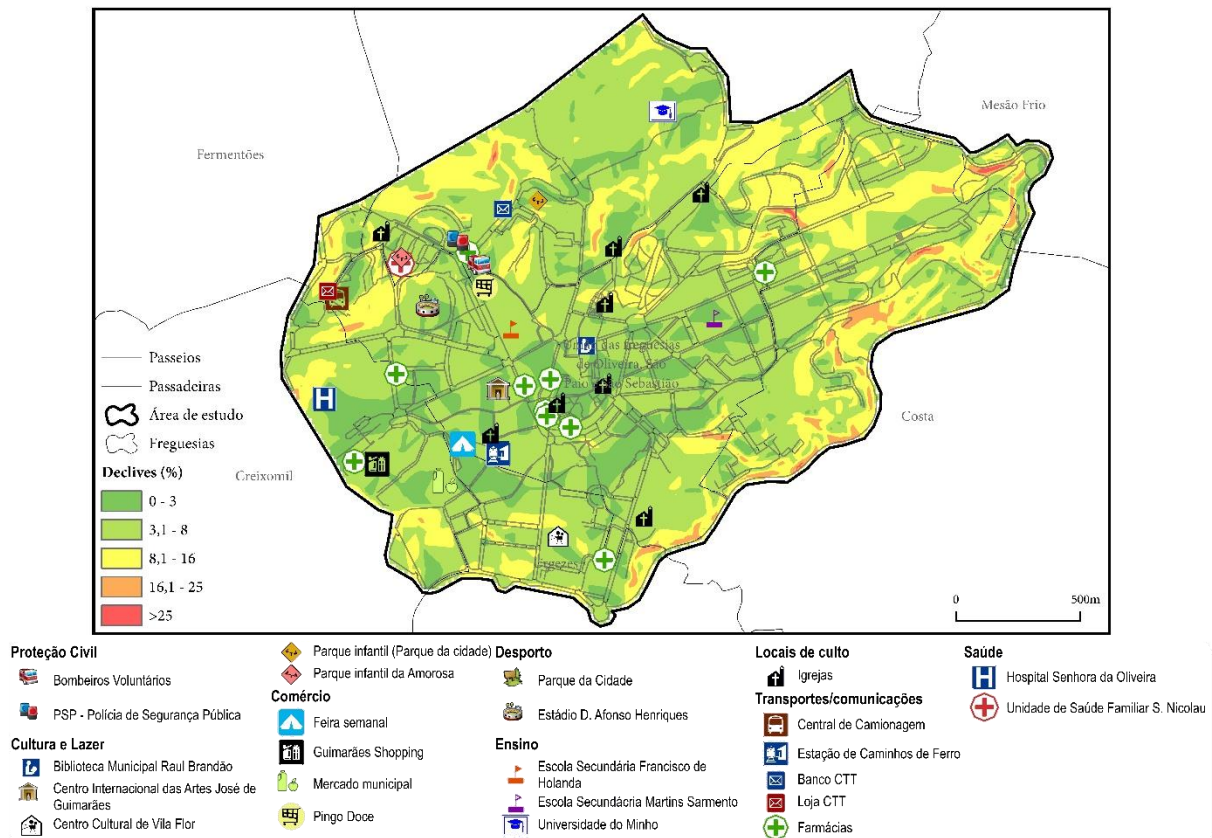 Mesão Frio
Fermentões
União das freguesias
de Oliveira, São
Paio e São Sebastião
Costa
Creixomil
Urgezes
Passeios
Passadeiras
Área de estudo
Freguesias
Declives (%)
0 - 3
3,1 - 8
8,1 - 16
16,1 - 25
>25
0 500m
Proteção Civil
Bombeiros Voluntários
PSP - Polícia de Segurança Pública
Cultura e Lazer
Biblioteca Municipal Raul Brandão
Centro Internacional das Artes José de
Guimarães
Centro Cultural de Vila Flor
Parque infantil (Parque da cidade)
Parque infantil da Amorosa
Comércio
Feira semanal
Guimarães Shopping
Mercado municipal
Pingo Doce
Desporto
Parque da Cidade
Estádio D. Afonso Henriques
Ensino
Escola Secundária Francisco de
Holanda
Escola Secundácria Martins Sarmento
Universidade do Minho
Locais de culto
Igrejas
Transportes/comunicações
Central de Camionagem
Estação de Caminhos de Ferro
Banco CTT
Loja CTT
Farmácias
Saúde
Hospital Senhora da Oliveira
Unidade de Saúde Familiar S. Nicolau